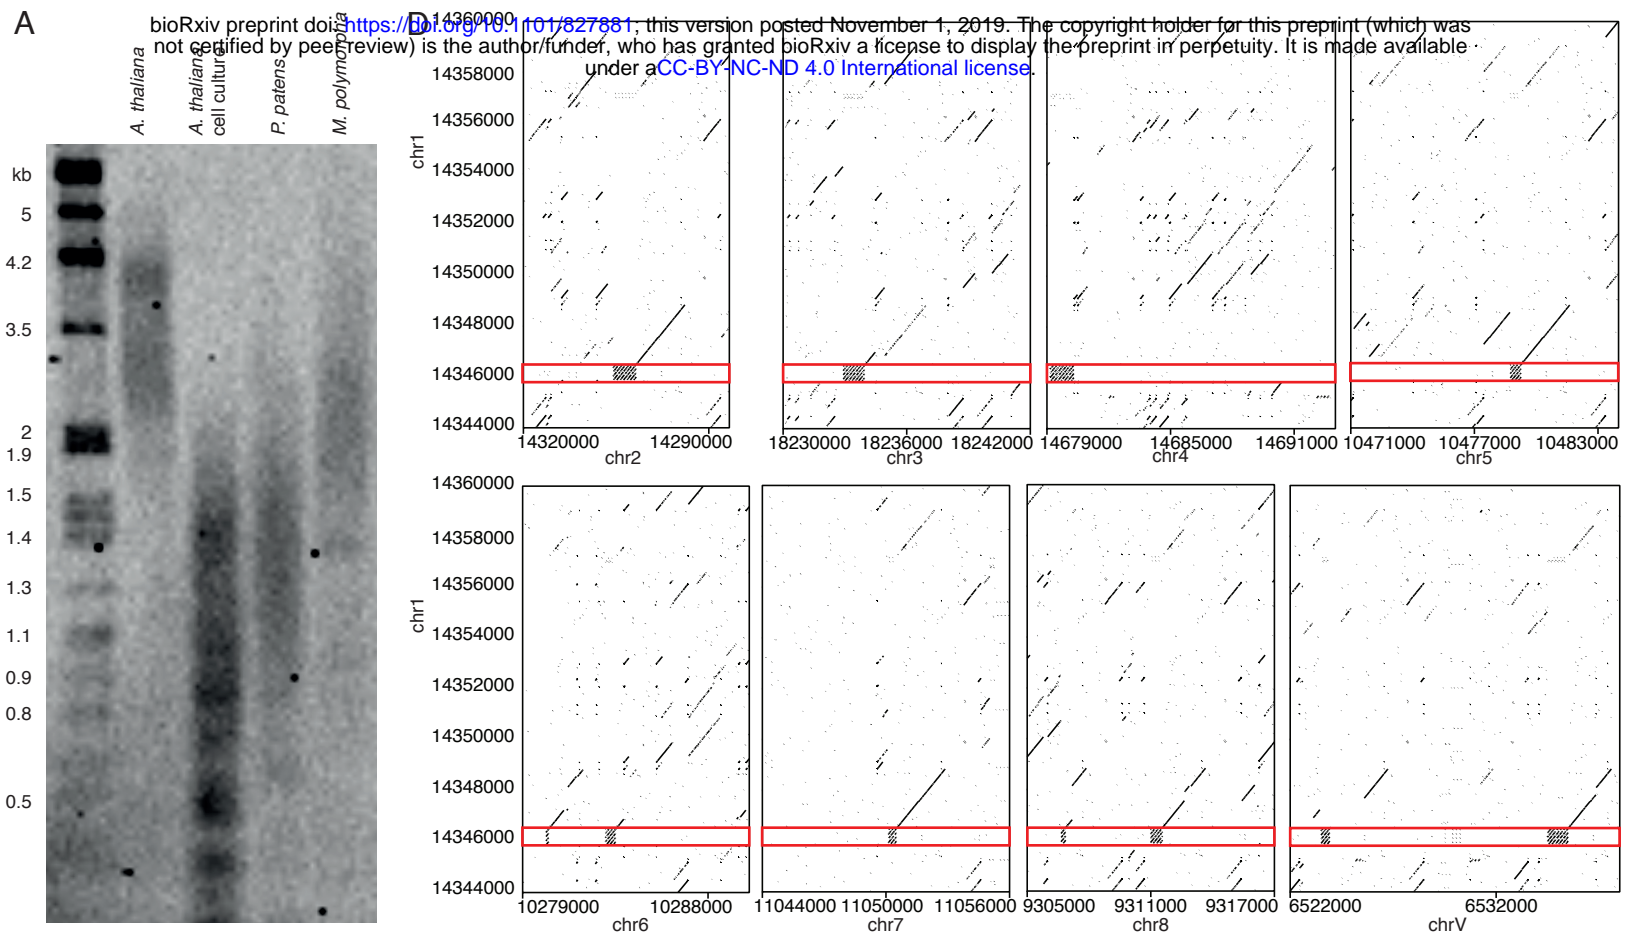 A
bioRxiv preprint doi: https://doi.org/10.1101/827881; this version posted November 1, 2019. The copyright holder for this preprint (which was
not certified by peer review) is the author/funder, who has granted bioRxiv a license to display the preprint in perpetuity. It is made available
under aCC-BY-NC-ND 4.0 International license.
D
A. thaliana
A. thaliana
cell culture
P. patens
M. polymorpha
kb
5
4.2
3.5
2
1.9
1.5
1.4
1.3
1.1
0.9
0.8
0.5
chr1
14360000
14358000
14356000
14354000
14352000
14350000
14348000
14346000
14344000
14320000 14290000
chr2
18230000 18236000 18242000
chr3
14679000 14685000 14691000
chr4
10471000 10477000 10483000
chr5
chr1
14360000
14358000
14356000
14354000
14352000
14350000
14348000
14346000
14344000
10279000 10288000
chr6
11044000 11050000 11056000
chr7
9305000 9311000 9317000
chr8
6522000 6532000
chrV